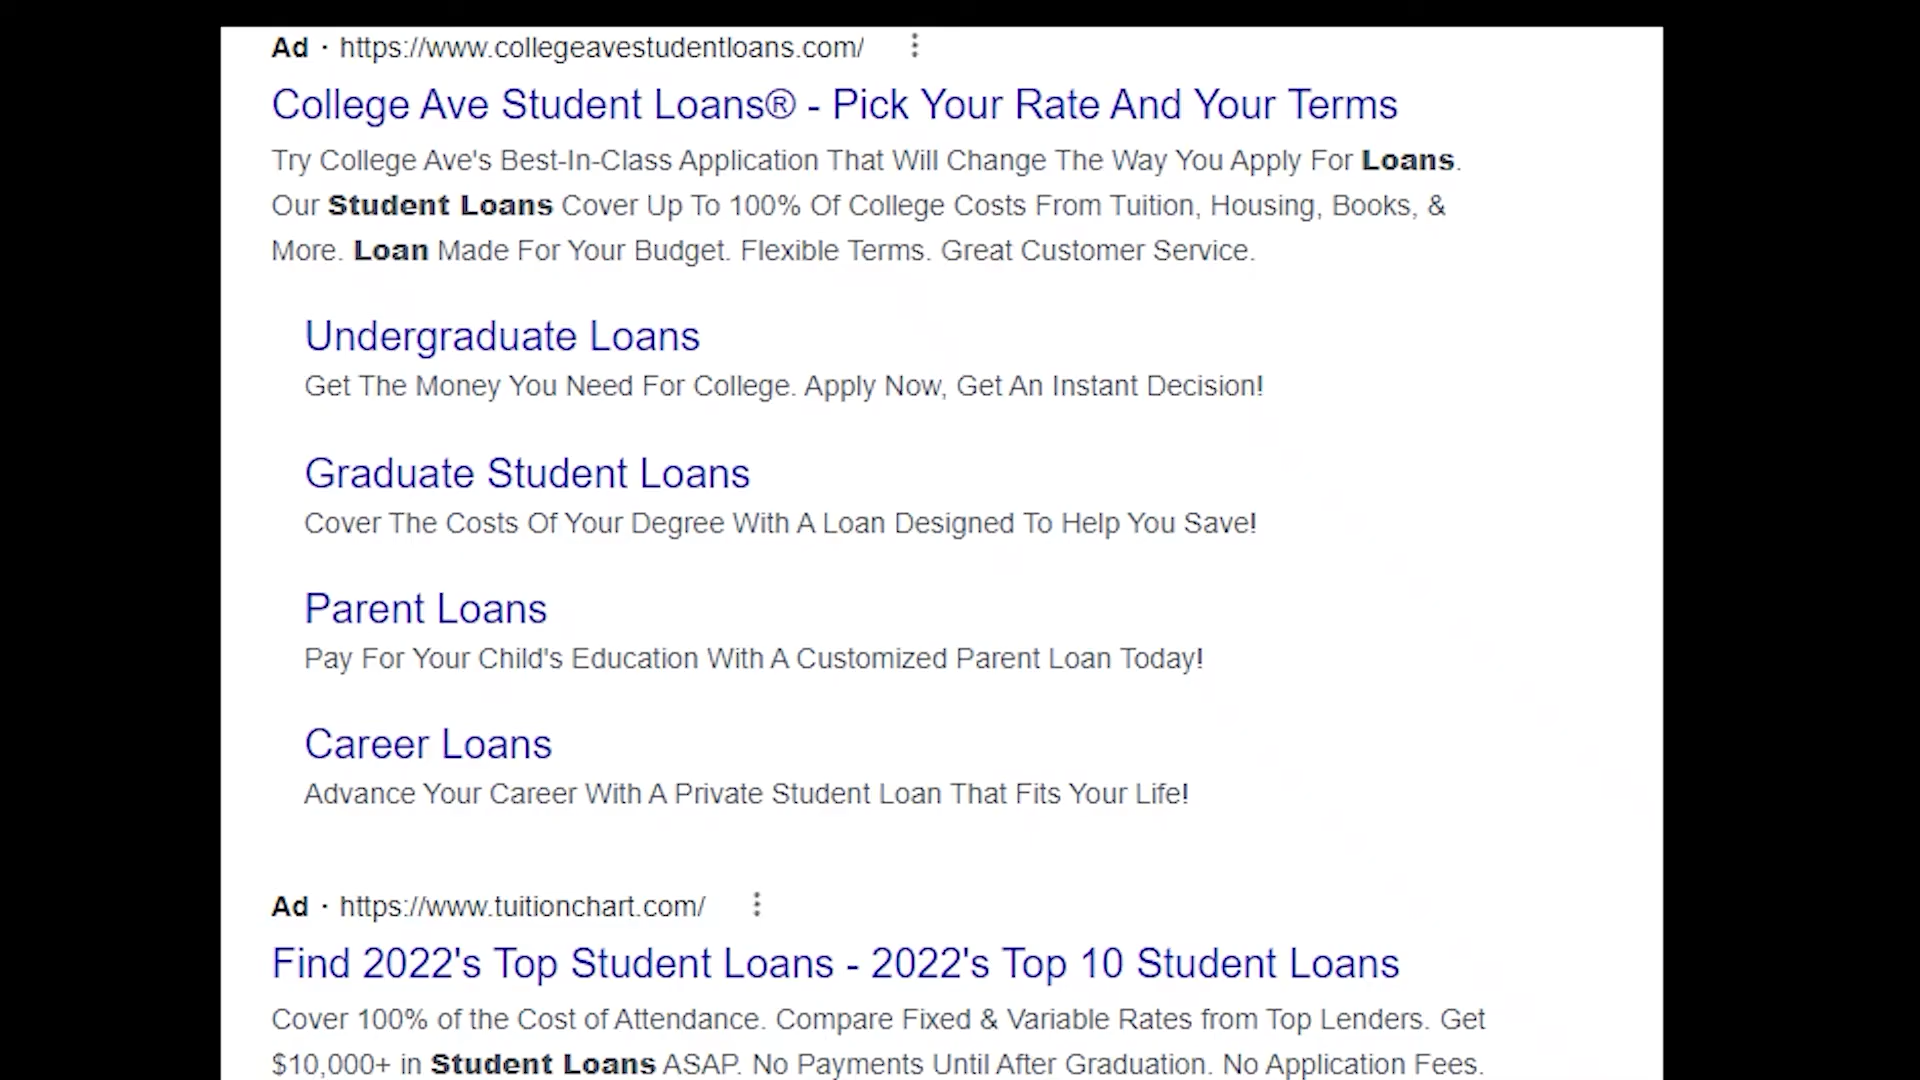 Ad · https://www.collegeavestudentloans.com/
College Ave Student Loans® - Pick Your Rate And Your Terms
Try College Ave's Best-In-Class Application That Will Change The Way You Apply For Loans.
Our Student Loans Cover Up To 100% Of College Costs From Tuition, Housing, Books, &
More. Loan Made For Your Budget. Flexible Terms. Great Customer Service.
Undergraduate Loans
Get The Money You Need For College. Apply Now, Get An Instant Decision!
Graduate Student Loans
Cover The Costs Of Your Degree With A Loan Designed To Help You Save!
Parent Loans
Pay For Your Child's Education With A Customized Parent Loan Today!
Career Loans
Advance Your Career With A Private Student Loan That Fits Your Life!
Ad · https://www.tuitionchart.com/
Find 2022's Top Student Loans - 2022's Top 10 Student Loans
Cover 100% of the Cost of Attendance. Compare Fixed & Variable Rates from Top Lenders. Get
$10,000+ in Student Loans ASAP. No Payments Until After Graduation. No Application Fees.